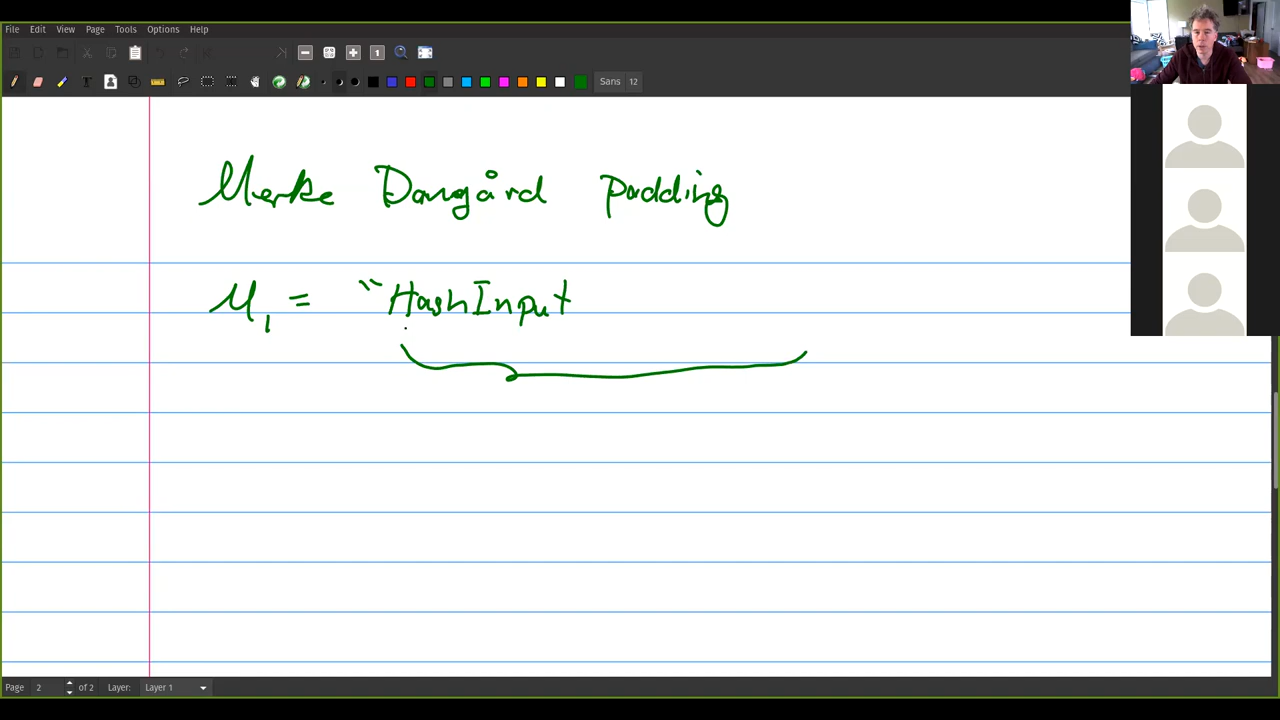 File Edit View Page Tools Options Help
1
T
Sans 12
Merkle Damgård padding
M₁ = "HashInput
Page 2 of 2 Layer: Layer 1